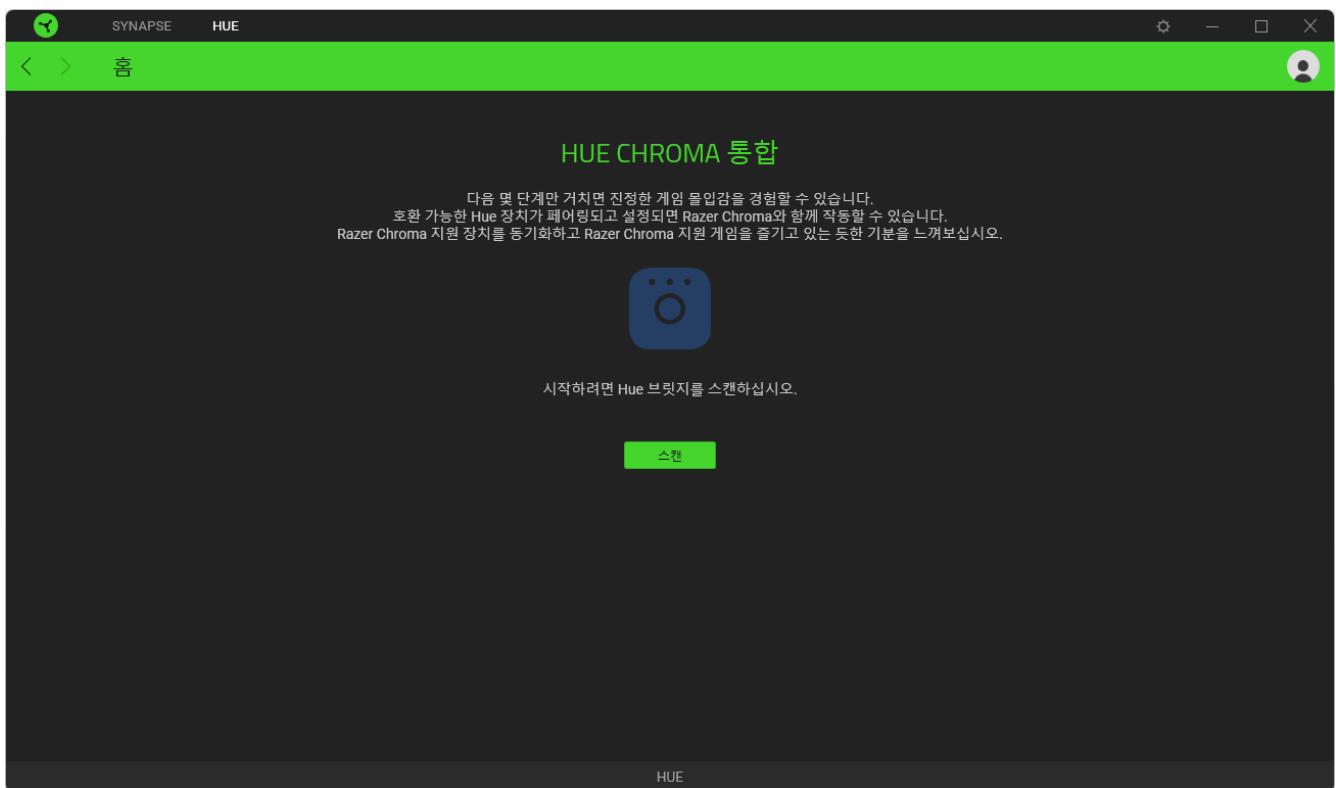 SYNAPSE HUE
홈
HUE CHROMA 통합
다음 몇 단계만 거치면 진정한 게임 몰입감을 경험할 수 있습니다.
호환 가능한 Hue 장치가 페어링되고 설정되면 Razer Chroma와 함께 작동할 수 있습니다.
Razer Chroma 지원 장치를 동기화하고 Razer Chroma 지원 게임을 즐기고 있는 듯한 기분을 느껴보십시오.
시작하려면 Hue 브릿지를 스캔하십시오.
스캔
HUE